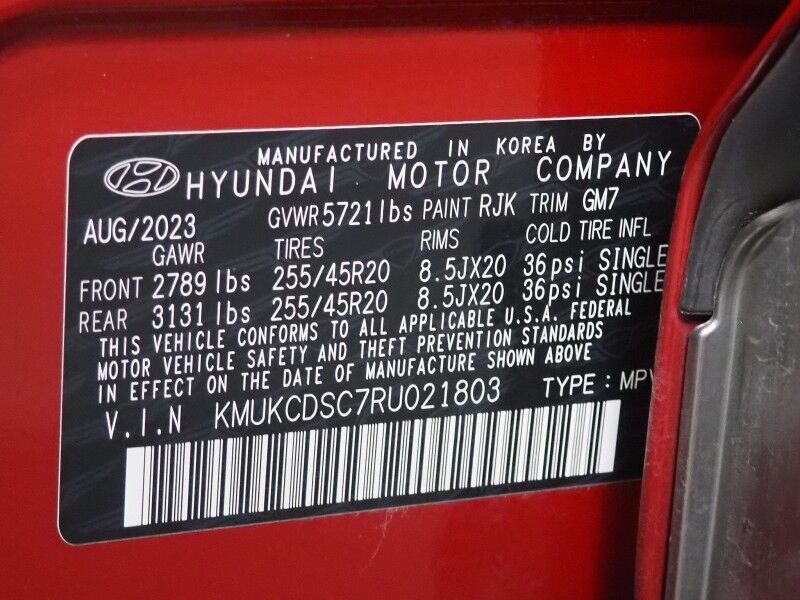 MANUFACTURED IN KOREA BY
HYUNDAI MOTOR COMPANY
AUG/2023 GVWR 5721lbs PAINT RJK TRIM GM7
GAWR TIRES RIMS COLD TIRE INFL
FRONT 2789 lbs 255/45R20 8.5JX20 36psi SINGLE
REAR 3131 lbs 255/45R20 8.5JX20 36psi SINGLE
THIS VEHICLE CONFORMS TO ALL APPLICABLE U.S.A. FEDERAL
MOTOR VEHICLE SAFETY AND THEFT PREVENTION STANDARDS
IN EFFECT ON THE DATE OF MANUFACTURE SHOWN ABOVE
V.I.N KMUKCDSC7RU021803 TYPE : MPV